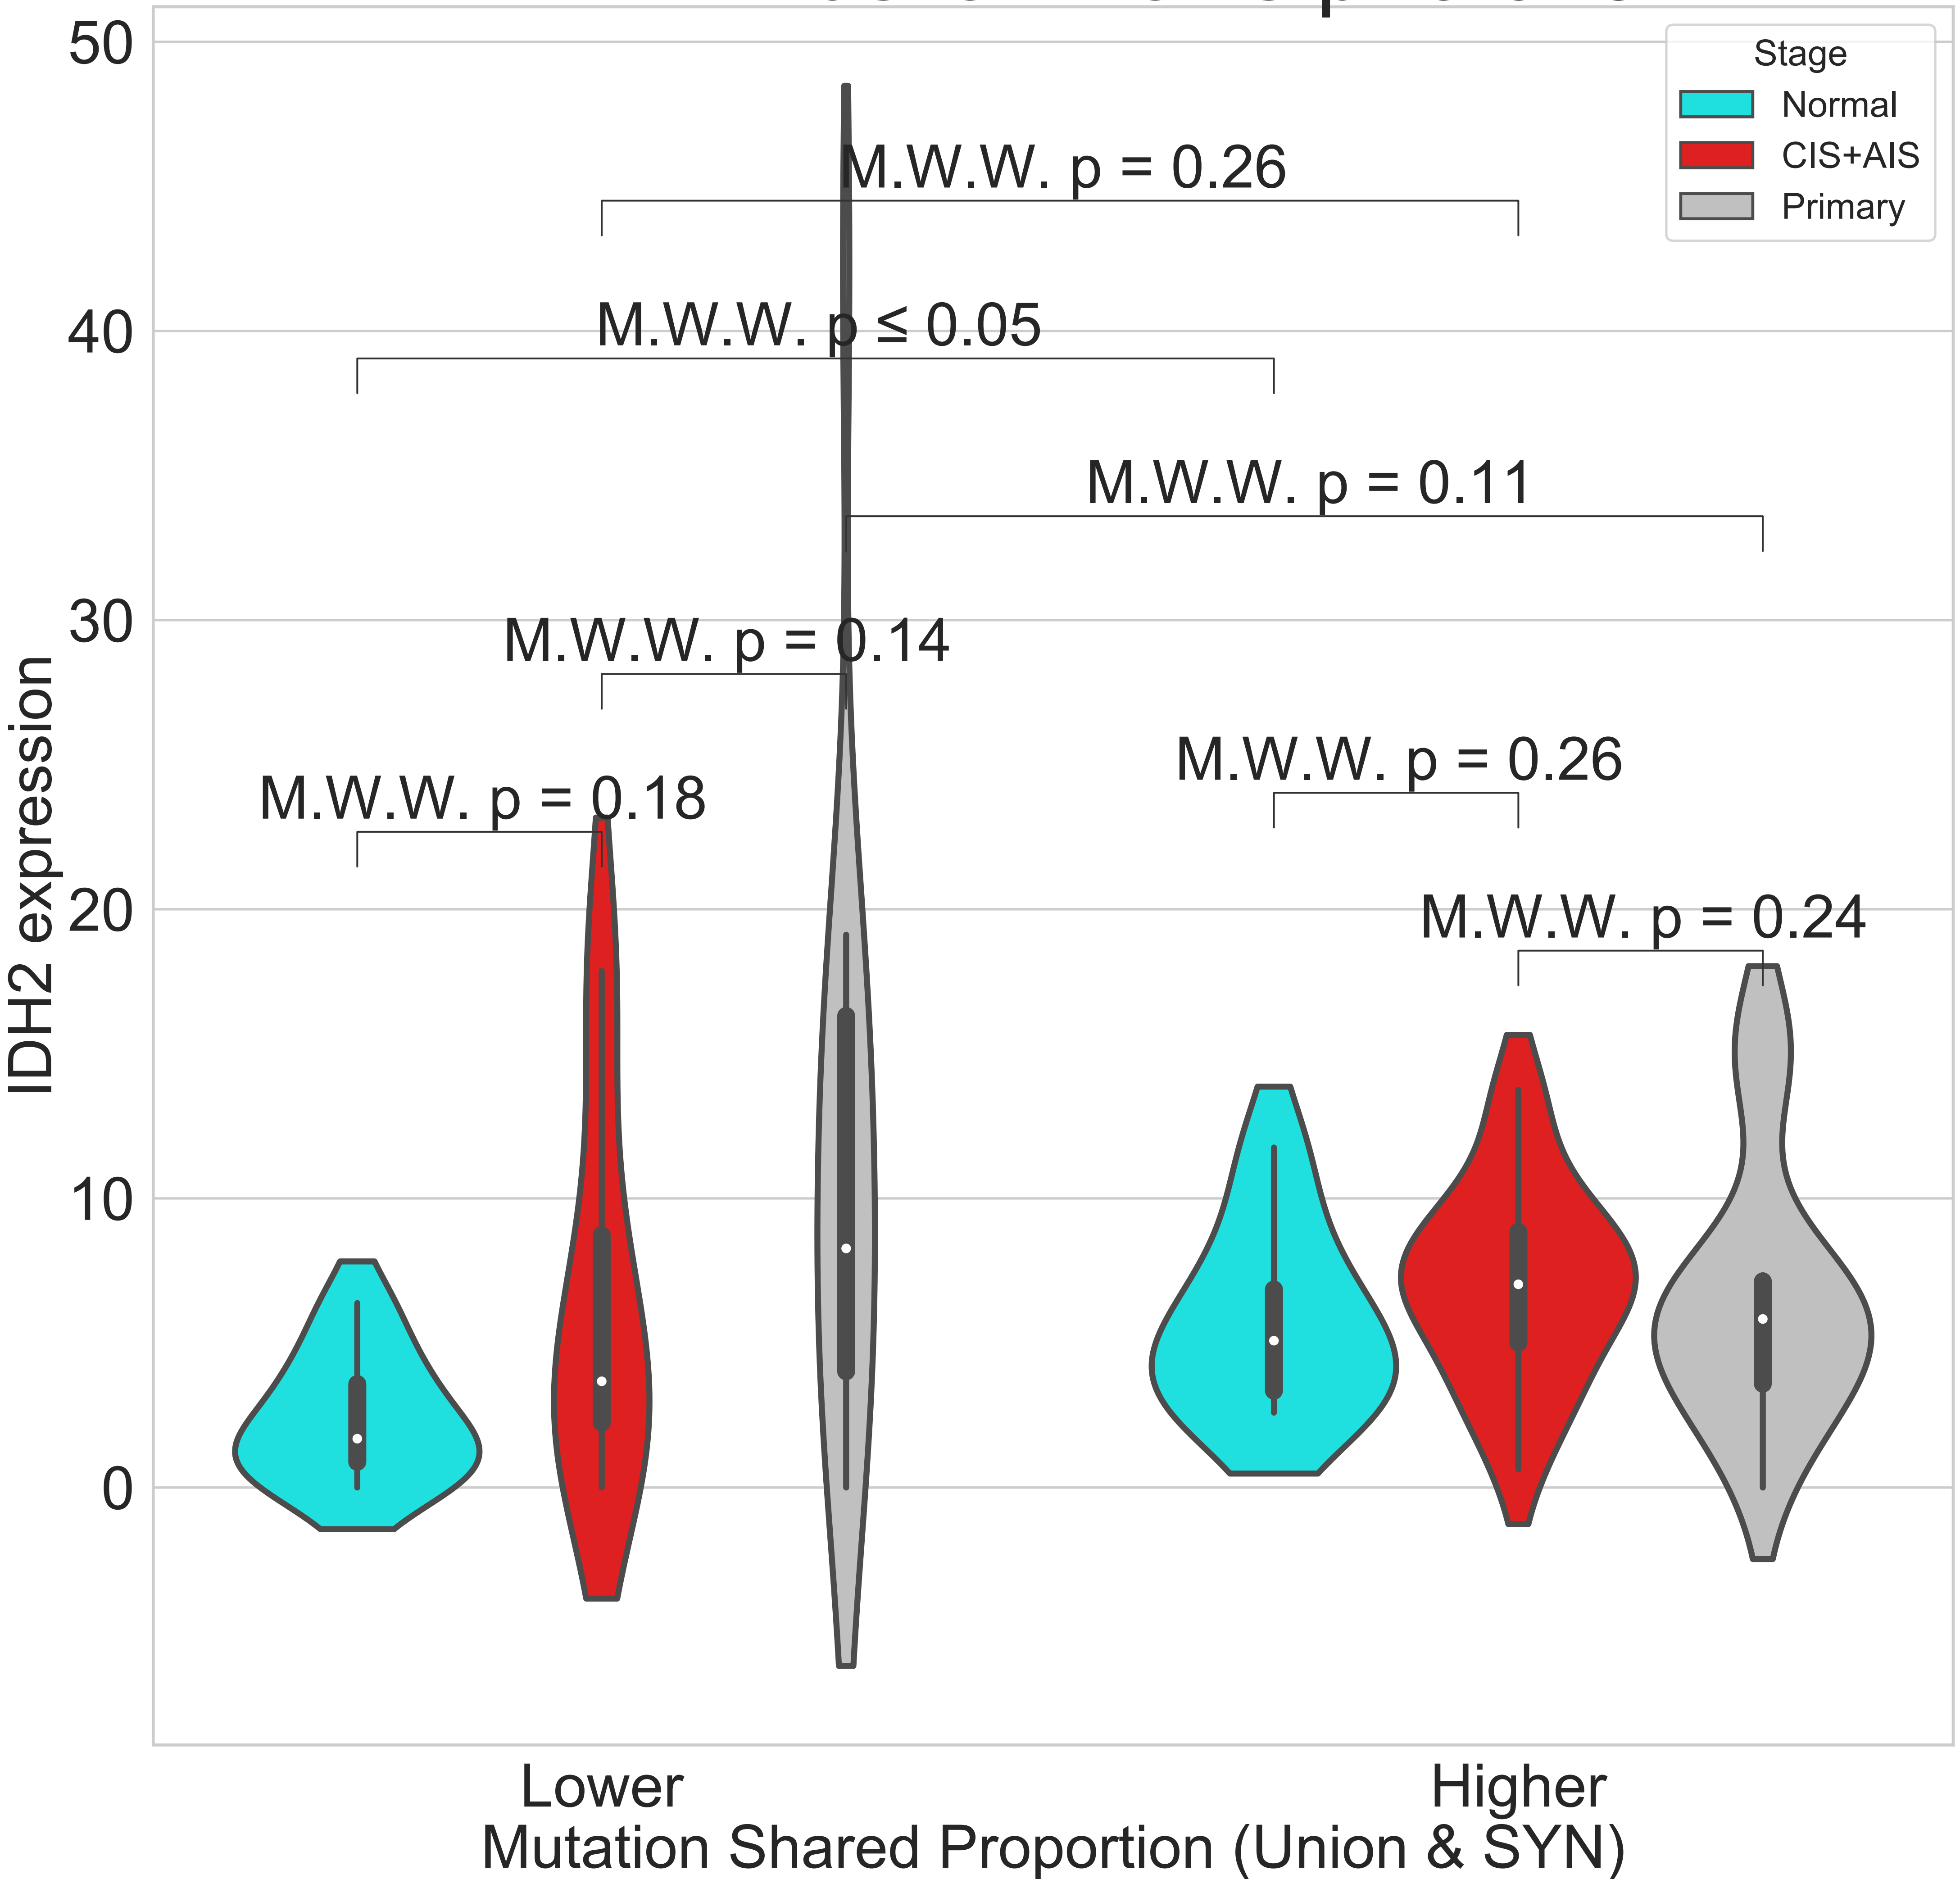 50
40
30
20
10
0
IDH2 expression
Stage
Normal
CIS+AIS
Primary
M.W.W. p = 0.26
M.W.W. p ≤ 0.05
M.W.W. p = 0.11
M.W.W. p = 0.14
M.W.W. p = 0.26
M.W.W. p = 0.18
M.W.W. p = 0.24
Lower
Higher
Mutation Shared Proportion (Union & SYN)